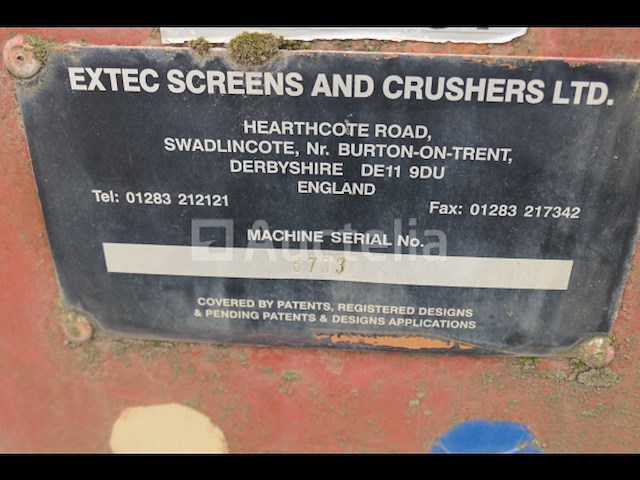 EXTEC SCREENS AND CRUSHERS LTD.
HEARTHCOTE ROAD,
SWADLINCOTE, Nr. BURTON-ON-TRENT,
DERBYSHIRE DE11 9DU
ENGLAND
Tel: 01283 212121 Fax: 01283 217342
MACHINE SERIAL No.
COVERED BY PATENTS, REGISTERED DESIGNS
& PENDING PATENTS & DESIGNS APPLICATIONS